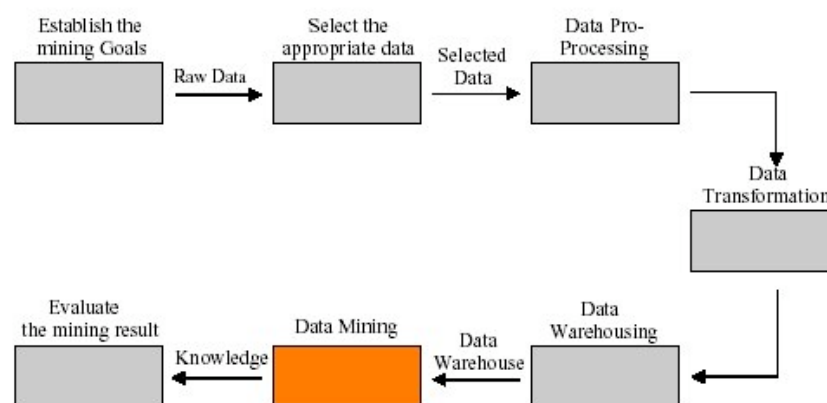 Establish the
mining Goals
Raw Data
Select the
appropriate data
Selected
Data
Data Pro-
Processing
Data
Transformation
Data
Warehousing
Data
Warehouse
Data Mining
Knowledge
Evaluate
the mining result